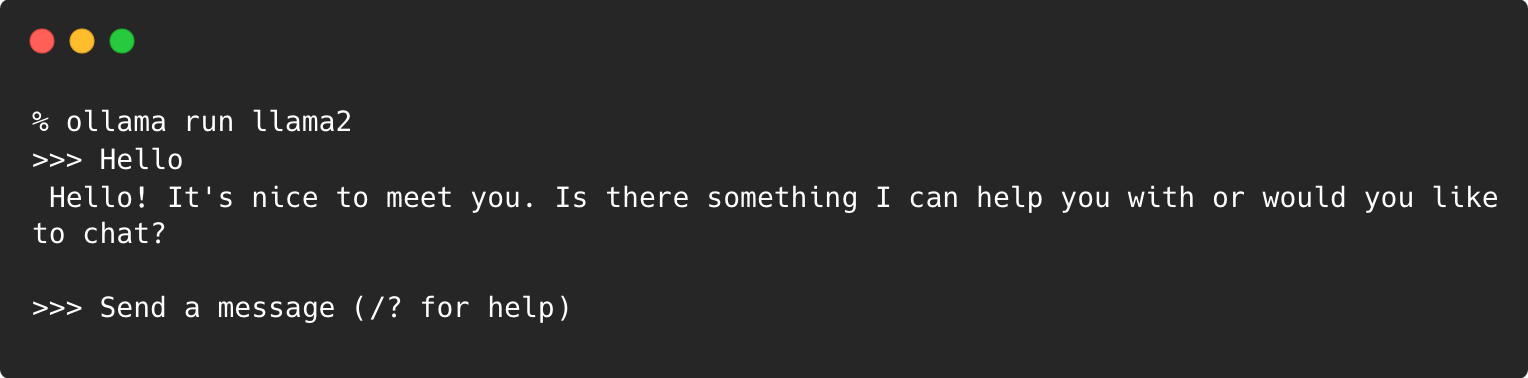 % ollama run llama2
>>> Hello
 Hello! It's nice to meet you. Is there something I can help you with or would you like
to chat?
>>> Send a message (/? for help)